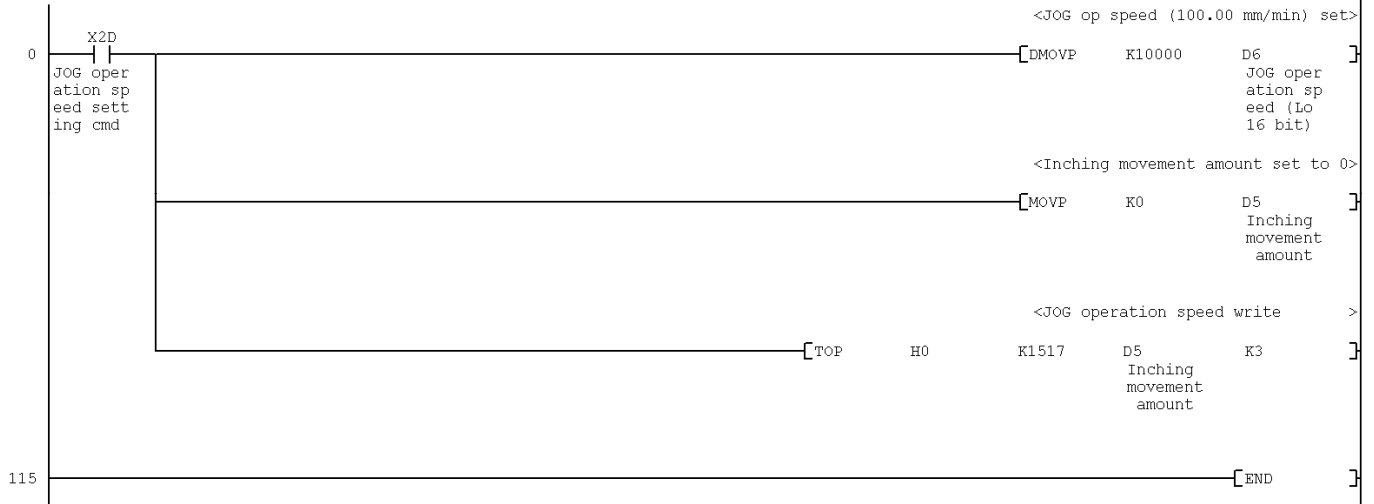 <JOG op speed (100.00 mm/min) set>
X2D
0
DMOVP K10000 D6
JOG oper
ation sp
eed sett
ing cmd
JOG oper
ation sp
eed (Lo
16 bit)
<Inching movement amount set to 0>
MOVP K0 D5
Inching
movement
amount
<JOG operation speed write >
TOP H0 K1517 D5 K3
Inching
movement
amount
115
END